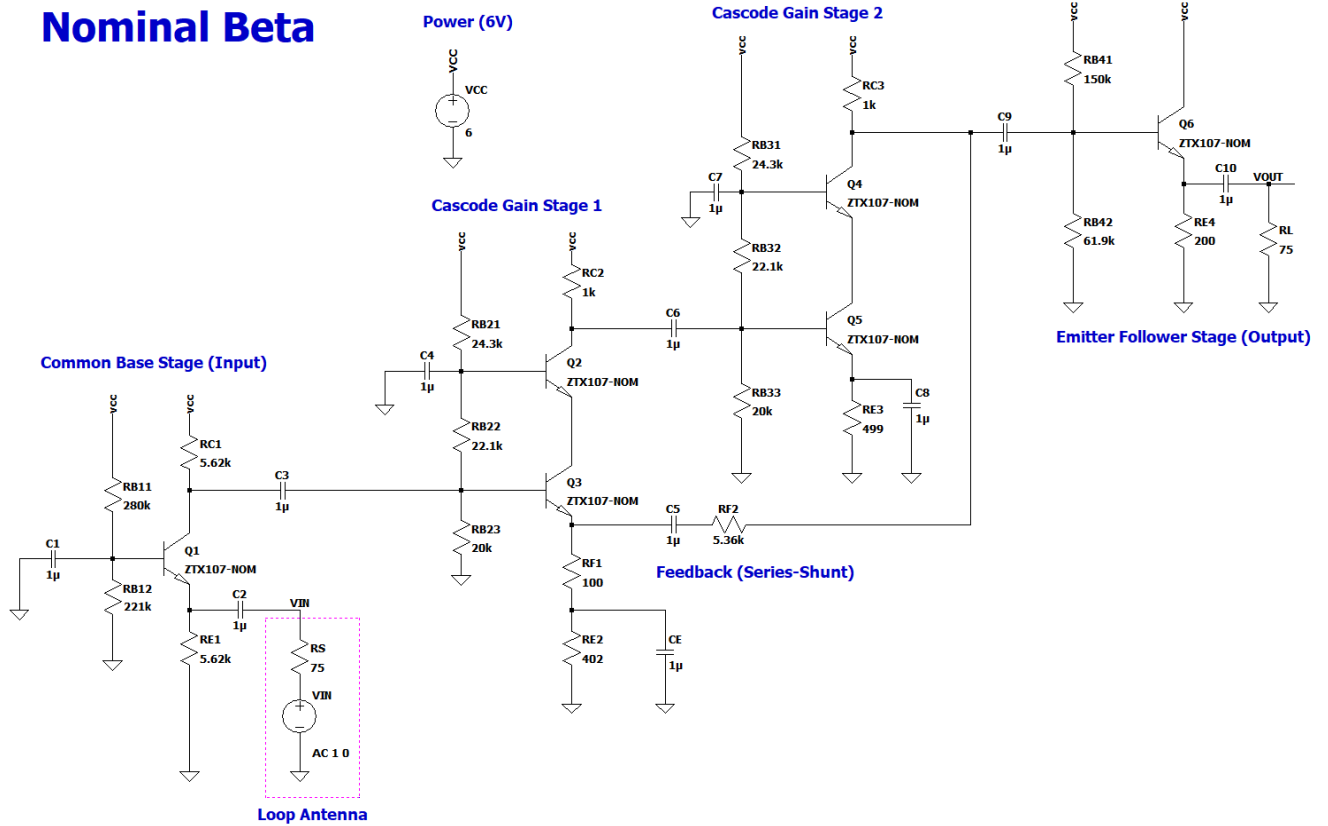 Nominal Beta
Power (6V)
VCC
VCC
6
Cascode Gain Stage 2
VCC
VCC
RC3
1k
RB31
24.3k
C7
1µ
Q4
ZTX107-NOM
RB32
22.1k
C6
1µ
Q5
ZTX107-NOM
RB33
20k
RE3
499
C8
1µ
VCC
VCC
RB41
150k
C9
1µ
Q6
ZTX107-NOM
C10
1µ
VOUT
RB42
61.9k
RE4
200
RL
75
Emitter Follower Stage (Output)
Cascode Gain Stage 1
VCC
VCC
RC2
1k
RB21
24.3k
C4
1µ
Q2
ZTX107-NOM
RB22
22.1k
C3
1µ
Q3
ZTX107-NOM
RB23
20k
C5
1µ
RF2
5.36k
Feedback (Series-Shunt)
RF1
100
RE2
402
CE
1µ
Common Base Stage (Input)
VCC
VCC
RC1
5.62k
RB11
280k
C1
1µ
Q1
ZTX107-NOM
RB12
221k
C2
1µ
VIN
RE1
5.62k
RS
75
VIN
AC 1 0
Loop Antenna